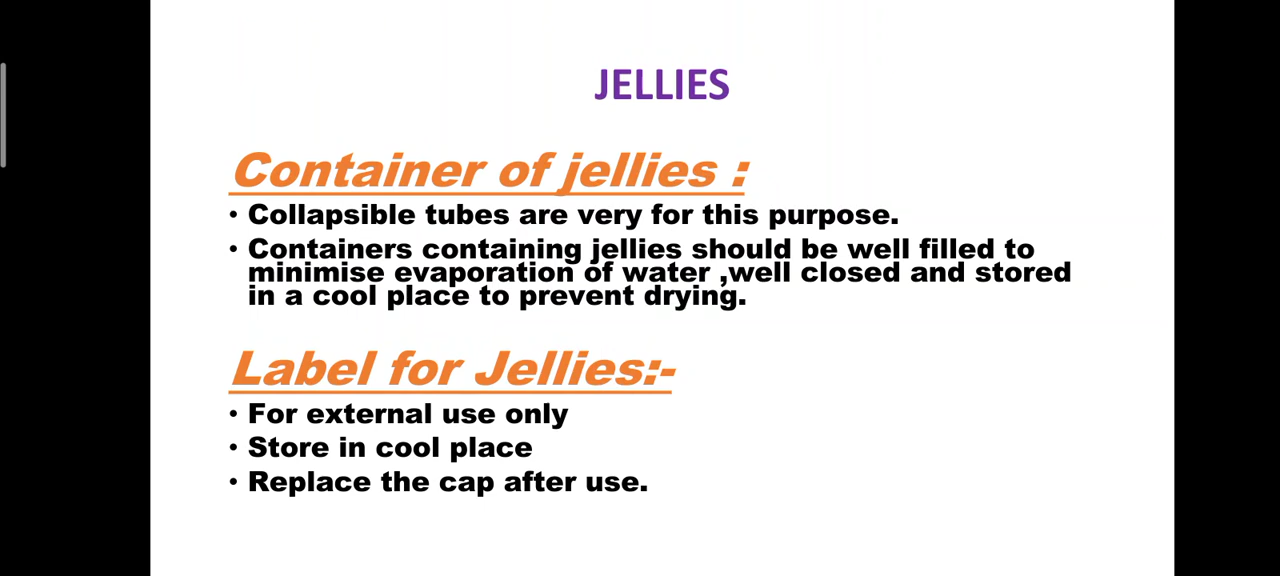 JELLIES
Container of jellies :
• Collapsible tubes are very for this purpose.
• Containers containing jellies should be well filled to
minimise evaporation of water ,well closed and stored
in a cool place to prevent drying.
Label for Jellies:-
• For external use only
• Store in cool place
• Replace the cap after use.